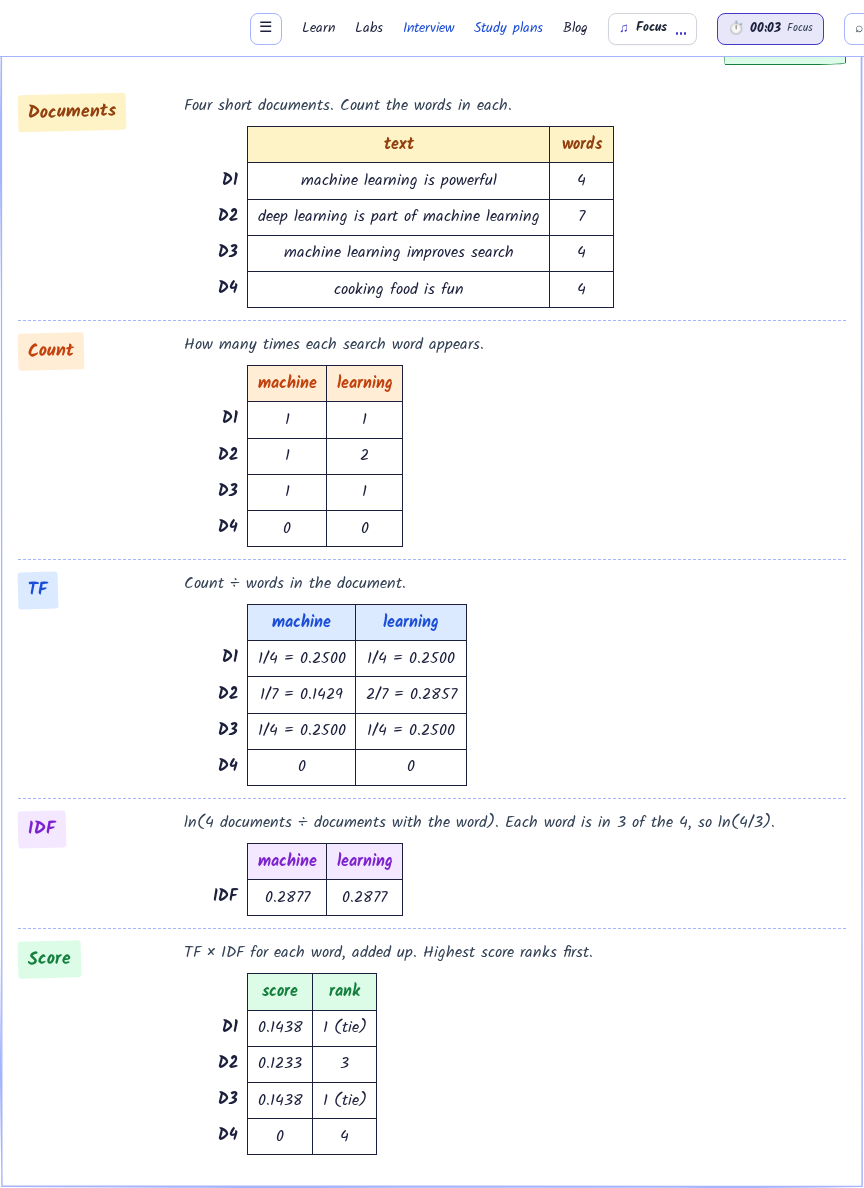 ☰ Learn Labs Interview Study plans Blog ♫ Focus ... ⏱ 00:03 Focus
Documents
Four short documents. Count the words in each.
text words
D1 machine learning is powerful 4
D2 deep learning is part of machine learning 7
D3 machine learning improves search 4
D4 cooking food is fun 4
Count
How many times each search word appears.
machine learning
D1 1 1
D2 1 2
D3 1 1
D4 0 0
TF
Count ÷ words in the document.
machine learning
D1 1/4 = 0.2500 1/4 = 0.2500
D2 1/7 = 0.1429 2/7 = 0.2857
D3 1/4 = 0.2500 1/4 = 0.2500
D4 0 0
IDF
ln(4 documents ÷ documents with the word). Each word is in 3 of the 4, so ln(4/3).
machine learning
IDF 0.2877 0.2877
Score
TF × IDF for each word, added up. Highest score ranks first.
score rank
D1 0.1438 1 (tie)
D2 0.1233 3
D3 0.1438 1 (tie)
D4 0 4